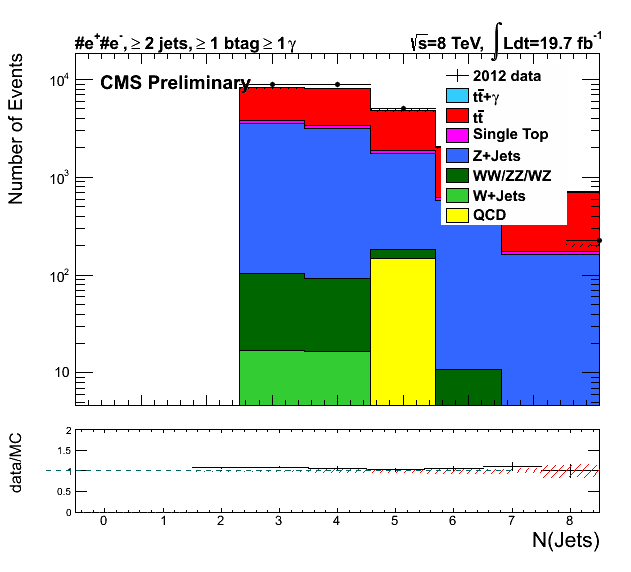 #e⁺#e⁻, ≥ 2 jets, ≥ 1 btag ≥ 1 γ
√s=8 TeV, ∫Ldt=19.7 fb⁻¹
CMS Preliminary
2012 data
tt̄+γ
tt̄
Single Top
Z+Jets
WW/ZZ/WZ
W+Jets
QCD
Number of Events
10⁴
10³
10²
10
data/MC
2
1.5
1
0.5
0
0 1 2 3 4 5 6 7 8
N(Jets)